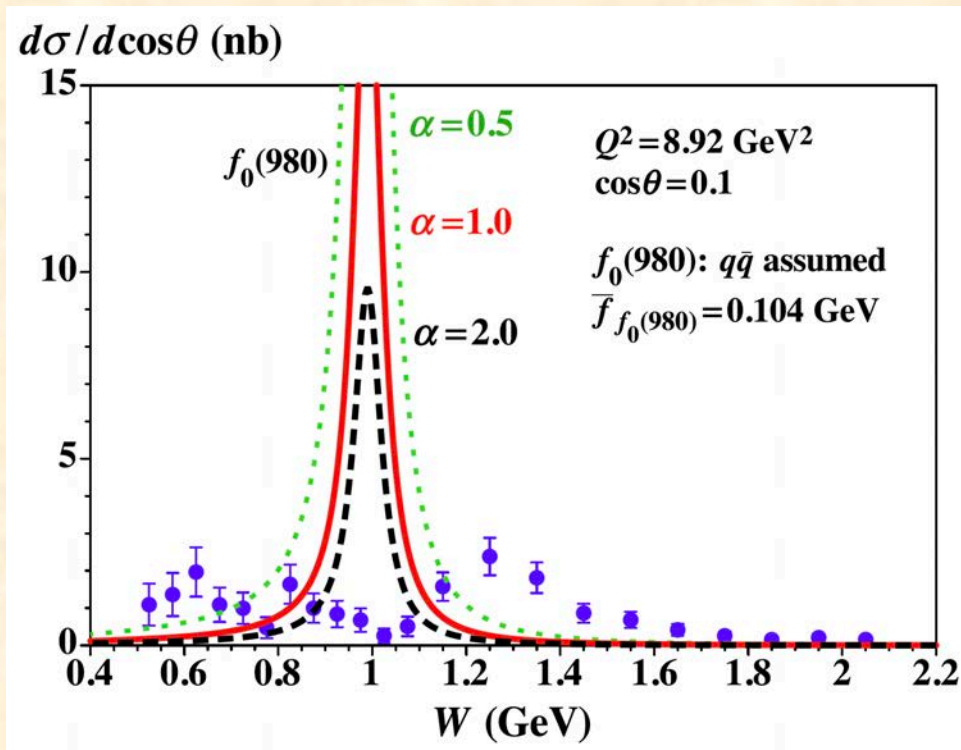 dσ/dcosθ (nb)
15
10
5
0
f₀(980)
α=0.5
α=1.0
α=2.0
Q²=8.92 GeV²
cosθ=0.1
f₀(980): qq̄ assumed
f̄ f₀(980)=0.104 GeV
0.4 0.6 0.8 1 1.2 1.4 1.6 1.8 2 2.2
W (GeV)